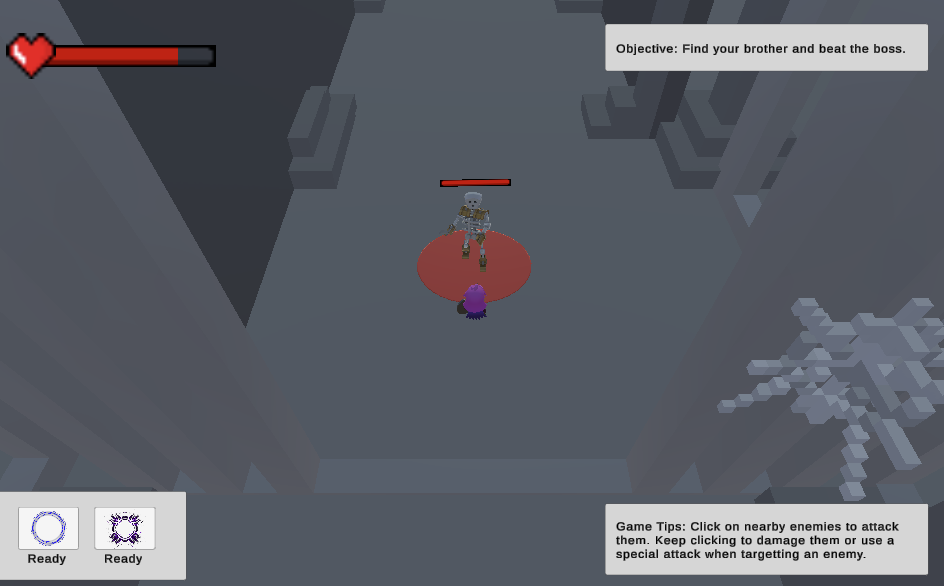 Objective: Find your brother and beat the boss.
Ready
Ready
Game Tips: Click on nearby enemies to attack
them. Keep clicking to damage them or use a
special attack when targetting an enemy.